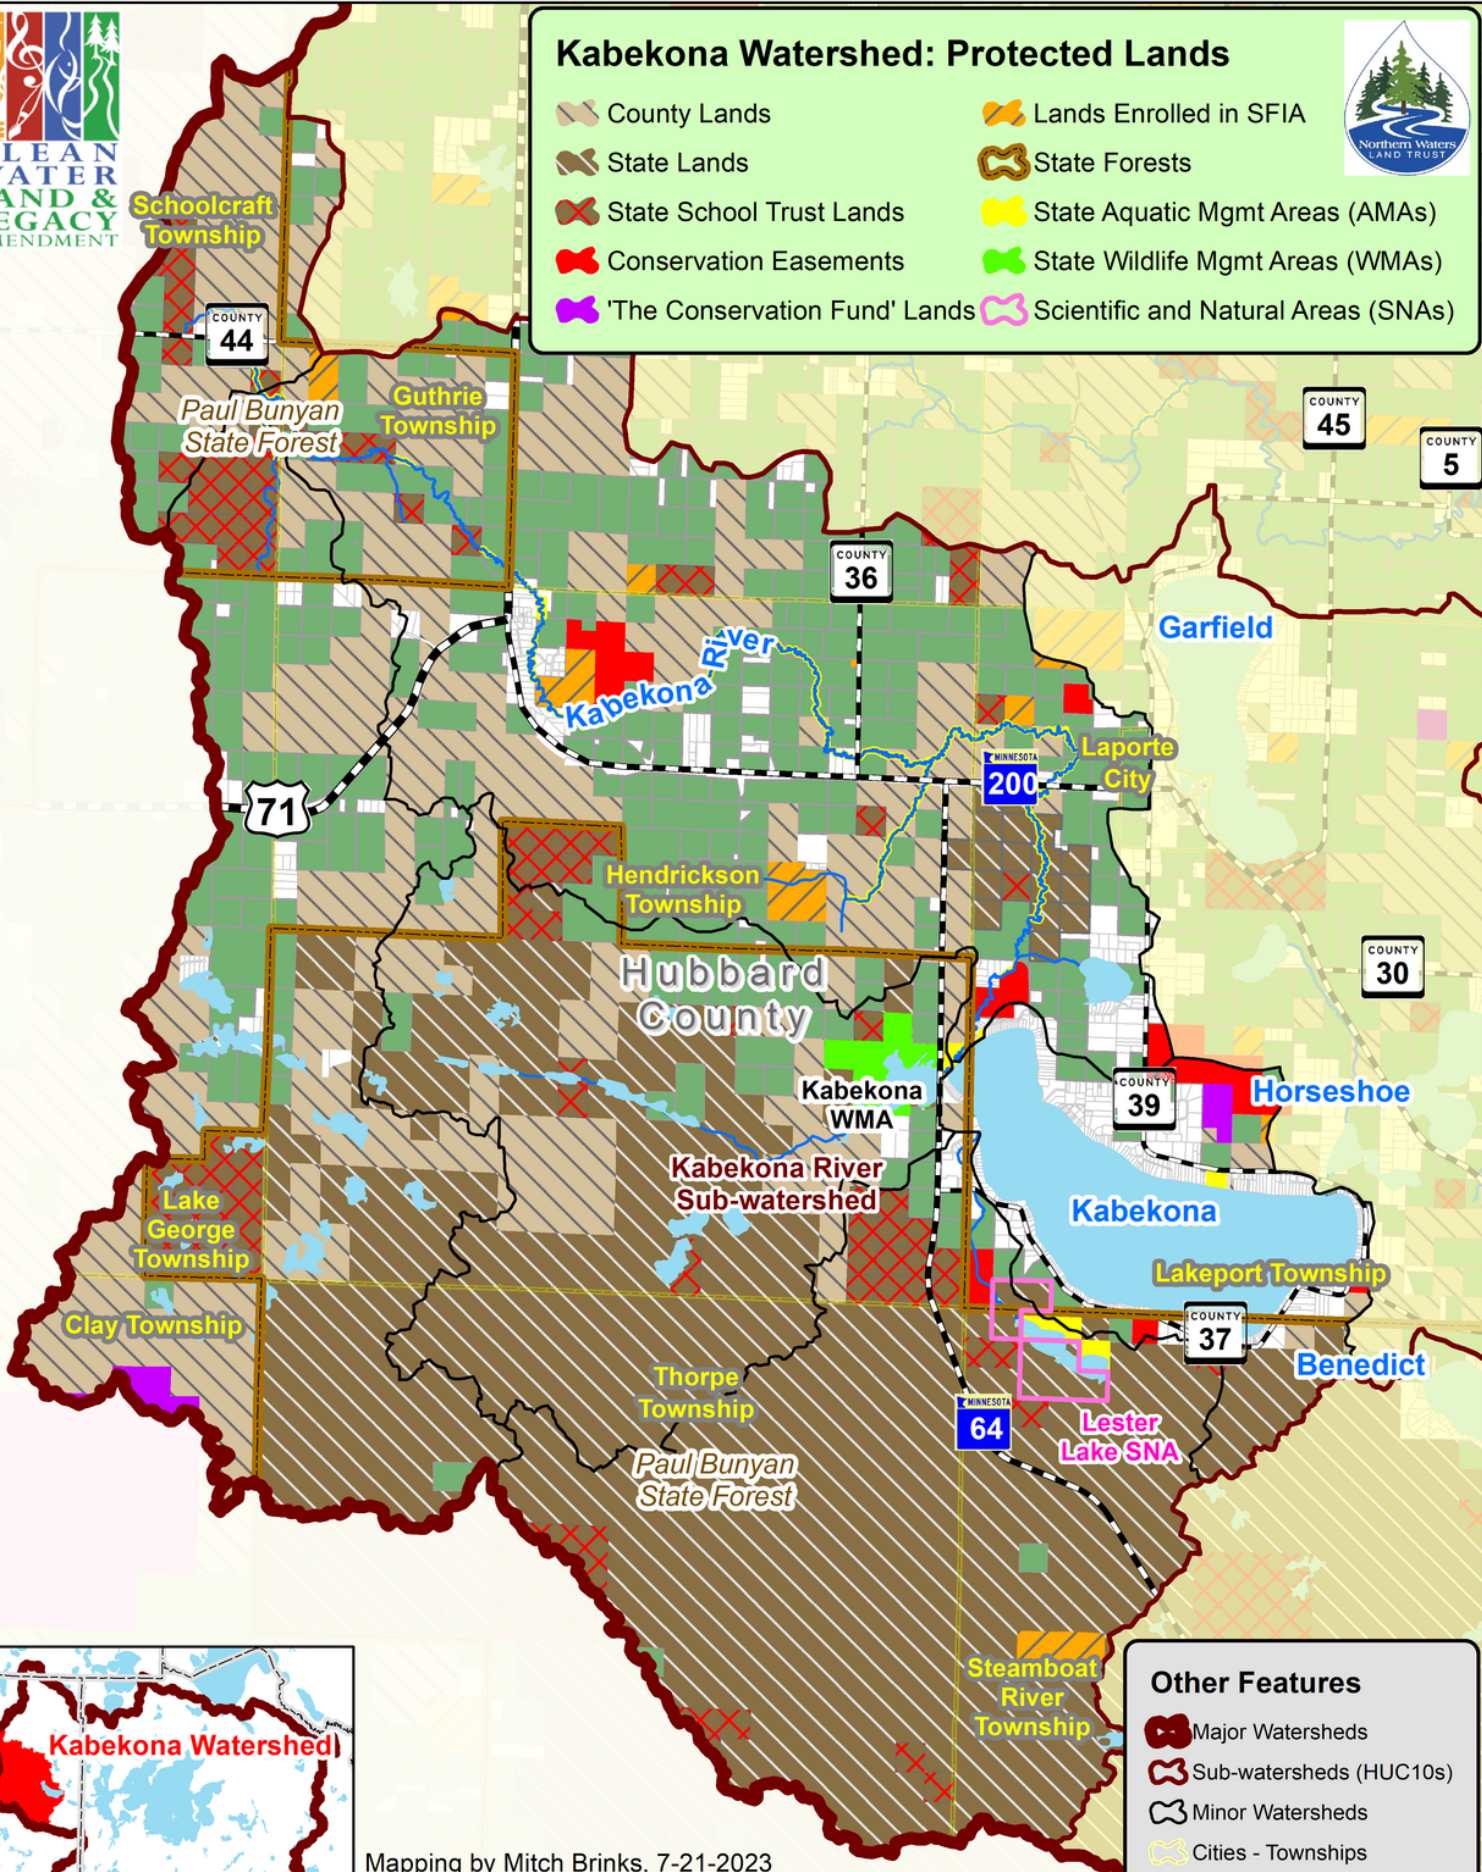 Kabekona Watershed: Protected Lands
County Lands
State Lands
State School Trust Lands
Conservation Easements
'The Conservation Fund' Lands
Lands Enrolled in SFIA
State Forests
State Aquatic Mgmt Areas (AMAs)
State Wildlife Mgmt Areas (WMAs)
Scientific and Natural Areas (SNAs)
Northern Waters
LAND TRUST
LEAN
ATER
AND &
EGACY
MENDMENT
Schoolcraft
Township
COUNTY
44
Paul Bunyan
State Forest
Guthrie
Township
COUNTY
45
COUNTY
5
COUNTY
36
Garfield
Kabekona River
Laporte
City
MINNESOTA
200
71
Hendrickson
Township
Hubbard
County
COUNTY
30
Kabekona
WMA
COUNTY
39
Horseshoe
Kabekona River
Sub-watershed
Kabekona
Lake
George
Township
Lakeport Township
Clay Township
COUNTY
37
Benedict
Thorpe
Township
MINNESOTA
64
Lester
Lake SNA
Paul Bunyan
State Forest
Steamboat
River
Township
Kabekona Watershed
Mapping by Mitch Brinks, 7-21-2023
Other Features
Major Watersheds
Sub-watersheds (HUC10s)
Minor Watersheds
Cities - Townships